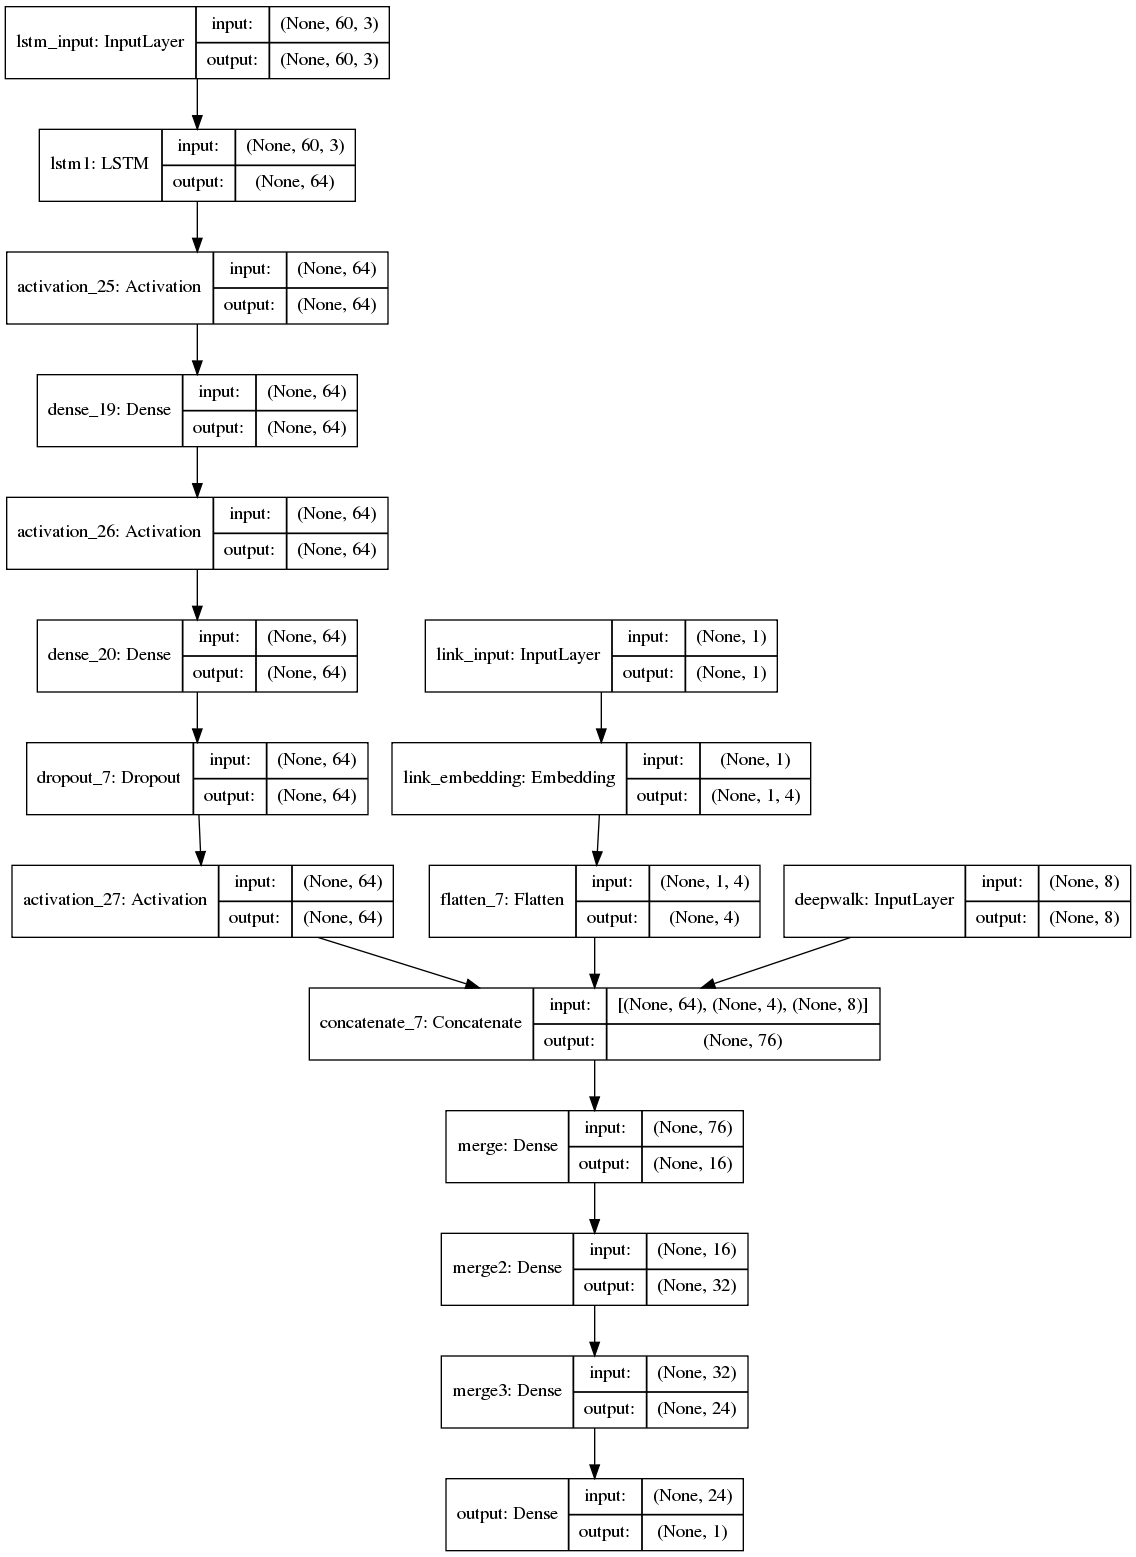 lstm_input: InputLayer
input:
(None, 60, 3)
output:
(None, 60, 3)
lstm1: LSTM
input:
(None, 60, 3)
output:
(None, 64)
activation_25: Activation
input:
(None, 64)
output:
(None, 64)
dense_19: Dense
input:
(None, 64)
output:
(None, 64)
activation_26: Activation
input:
(None, 64)
output:
(None, 64)
dense_20: Dense
input:
(None, 64)
output:
(None, 64)
link_input: InputLayer
input:
(None, 1)
output:
(None, 1)
dropout_7: Dropout
input:
(None, 64)
output:
(None, 64)
link_embedding: Embedding
input:
(None, 1)
output:
(None, 1, 4)
activation_27: Activation
input:
(None, 64)
output:
(None, 64)
flatten_7: Flatten
input:
(None, 1, 4)
output:
(None, 4)
deepwalk: InputLayer
input:
(None, 8)
output:
(None, 8)
concatenate_7: Concatenate
input:
[(None, 64), (None, 4), (None, 8)]
output:
(None, 76)
merge: Dense
input:
(None, 76)
output:
(None, 16)
merge2: Dense
input:
(None, 16)
output:
(None, 32)
merge3: Dense
input:
(None, 32)
output:
(None, 24)
output: Dense
input:
(None, 24)
output:
(None, 1)